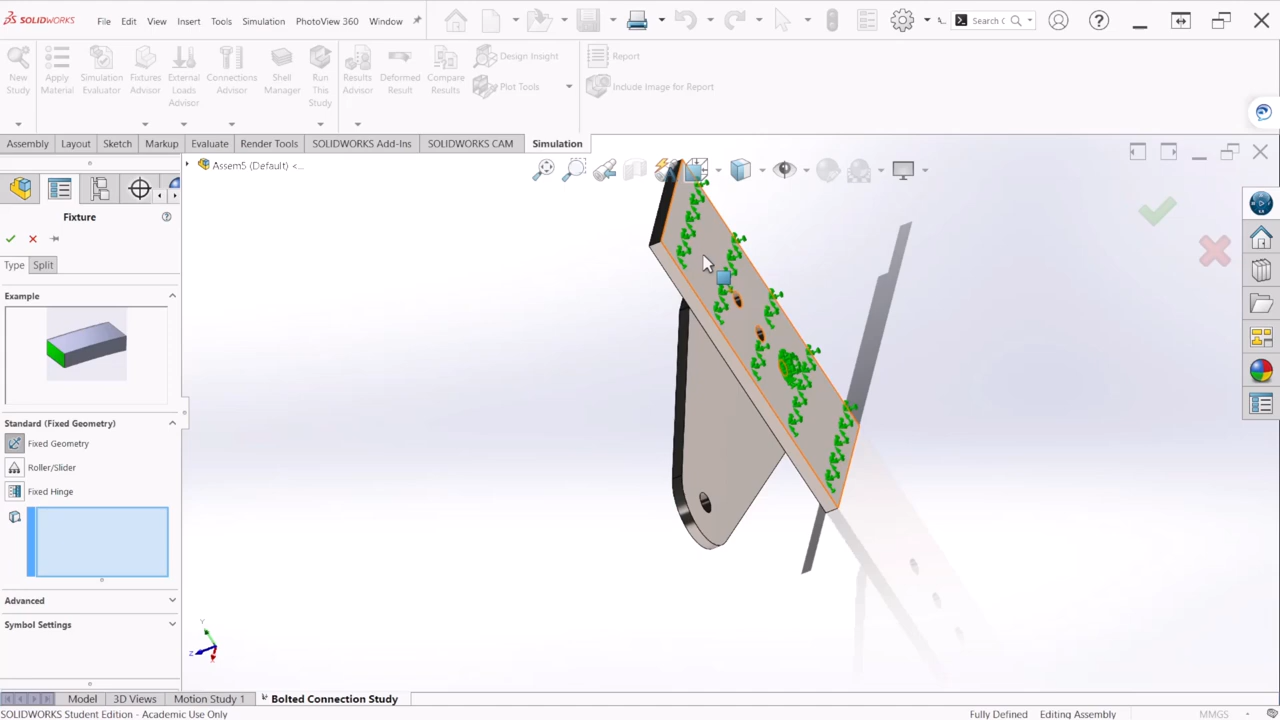 SOLIDWORKS File Edit View Insert Tools Simulation PhotoView 360 Window Search C
New Study
Apply Material
Simulation Evaluator
Fixtures Advisor
External Loads Advisor
Connections Advisor
Shell Manager
Run This Study
Results Advisor
Deformed Result
Compare Results
Design Insight
Plot Tools
Report
Include Image for Report
Assembly Layout Sketch Markup Evaluate Render Tools SOLIDWORKS Add-Ins SOLIDWORKS CAM Simulation
Assem5 (Default) <...
Fixture
Type Split
Example
Standard (Fixed Geometry)
Fixed Geometry
Roller/Slider
Fixed Hinge
Advanced
Symbol Settings
Y
Z
X
Model 3D Views Motion Study 1 Bolted Connection Study
SOLIDWORKS Student Edition - Academic Use Only Fully Defined Editing Assembly MMGS